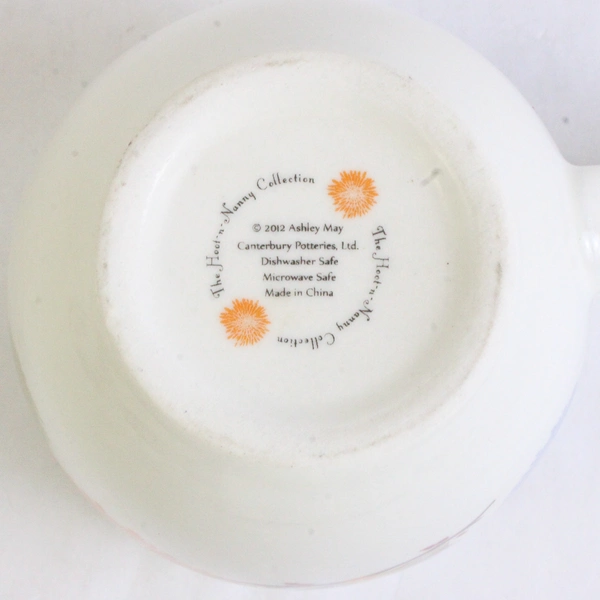 The Hoot-n-Nanny Collection
© 2012 Ashley May
Canterbury Potteries, Ltd.
Dishwasher Safe
Microwave Safe
Made in China
The Hoot-n-Nanny Collection